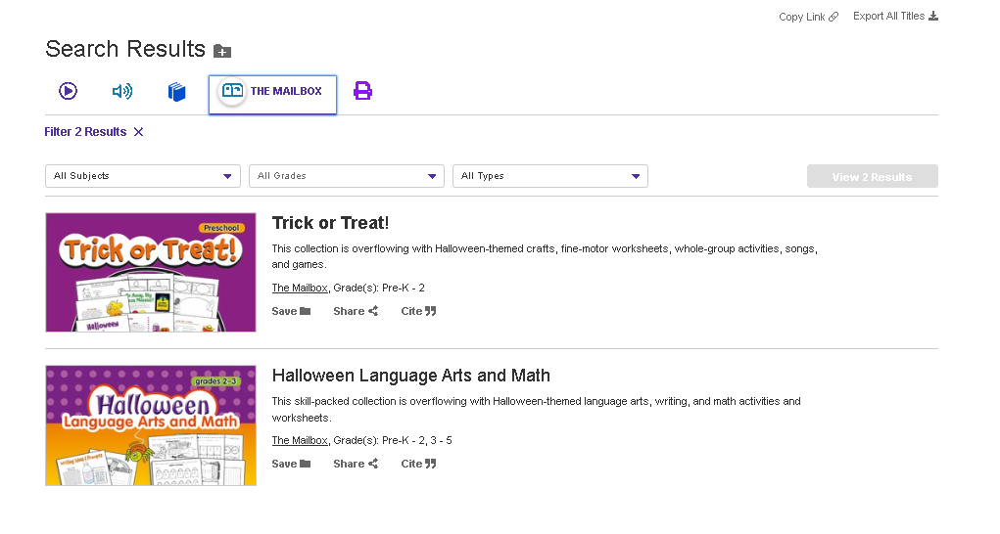 Copy Link
Export All Titles
Search Results
THE MAILBOX
Filter 2 Results
All Subjects
All Grades
All Types
View 2 Results
Preschool
Trick or Treat!
Halloween
Trick or Treat!
This collection is overflowing with Halloween-themed crafts, fine-motor worksheets, whole-group activities, songs,
and games.
The Mailbox, Grade(s): Pre-K - 2
Save
Share
Cite
grades 2-3
Halloween
Language Arts and Math
Halloween Language Arts and Math
This skill-packed collection is overflowing with Halloween-themed language arts, writing, and math activities and
worksheets.
The Mailbox, Grade(s): Pre-K - 2, 3 - 5
Save
Share
Cite